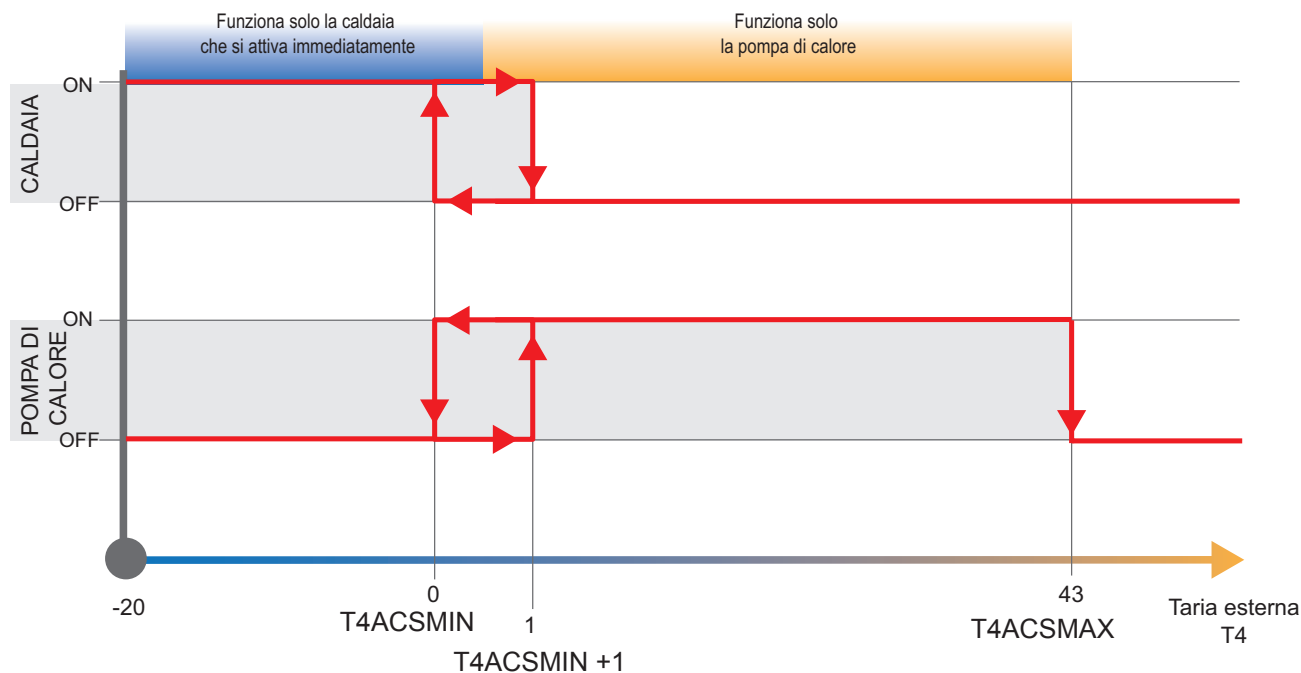 Funziona solo la caldaia
che si attiva immediatamente
Funziona solo
la pompa di calore
ON
CALDAIA
OFF
ON
POMPA DI
CALORE
OFF
-20
0
T4ACSMIN
1
T4ACSMIN +1
43
T4ACSMAX
Taria esterna
T4